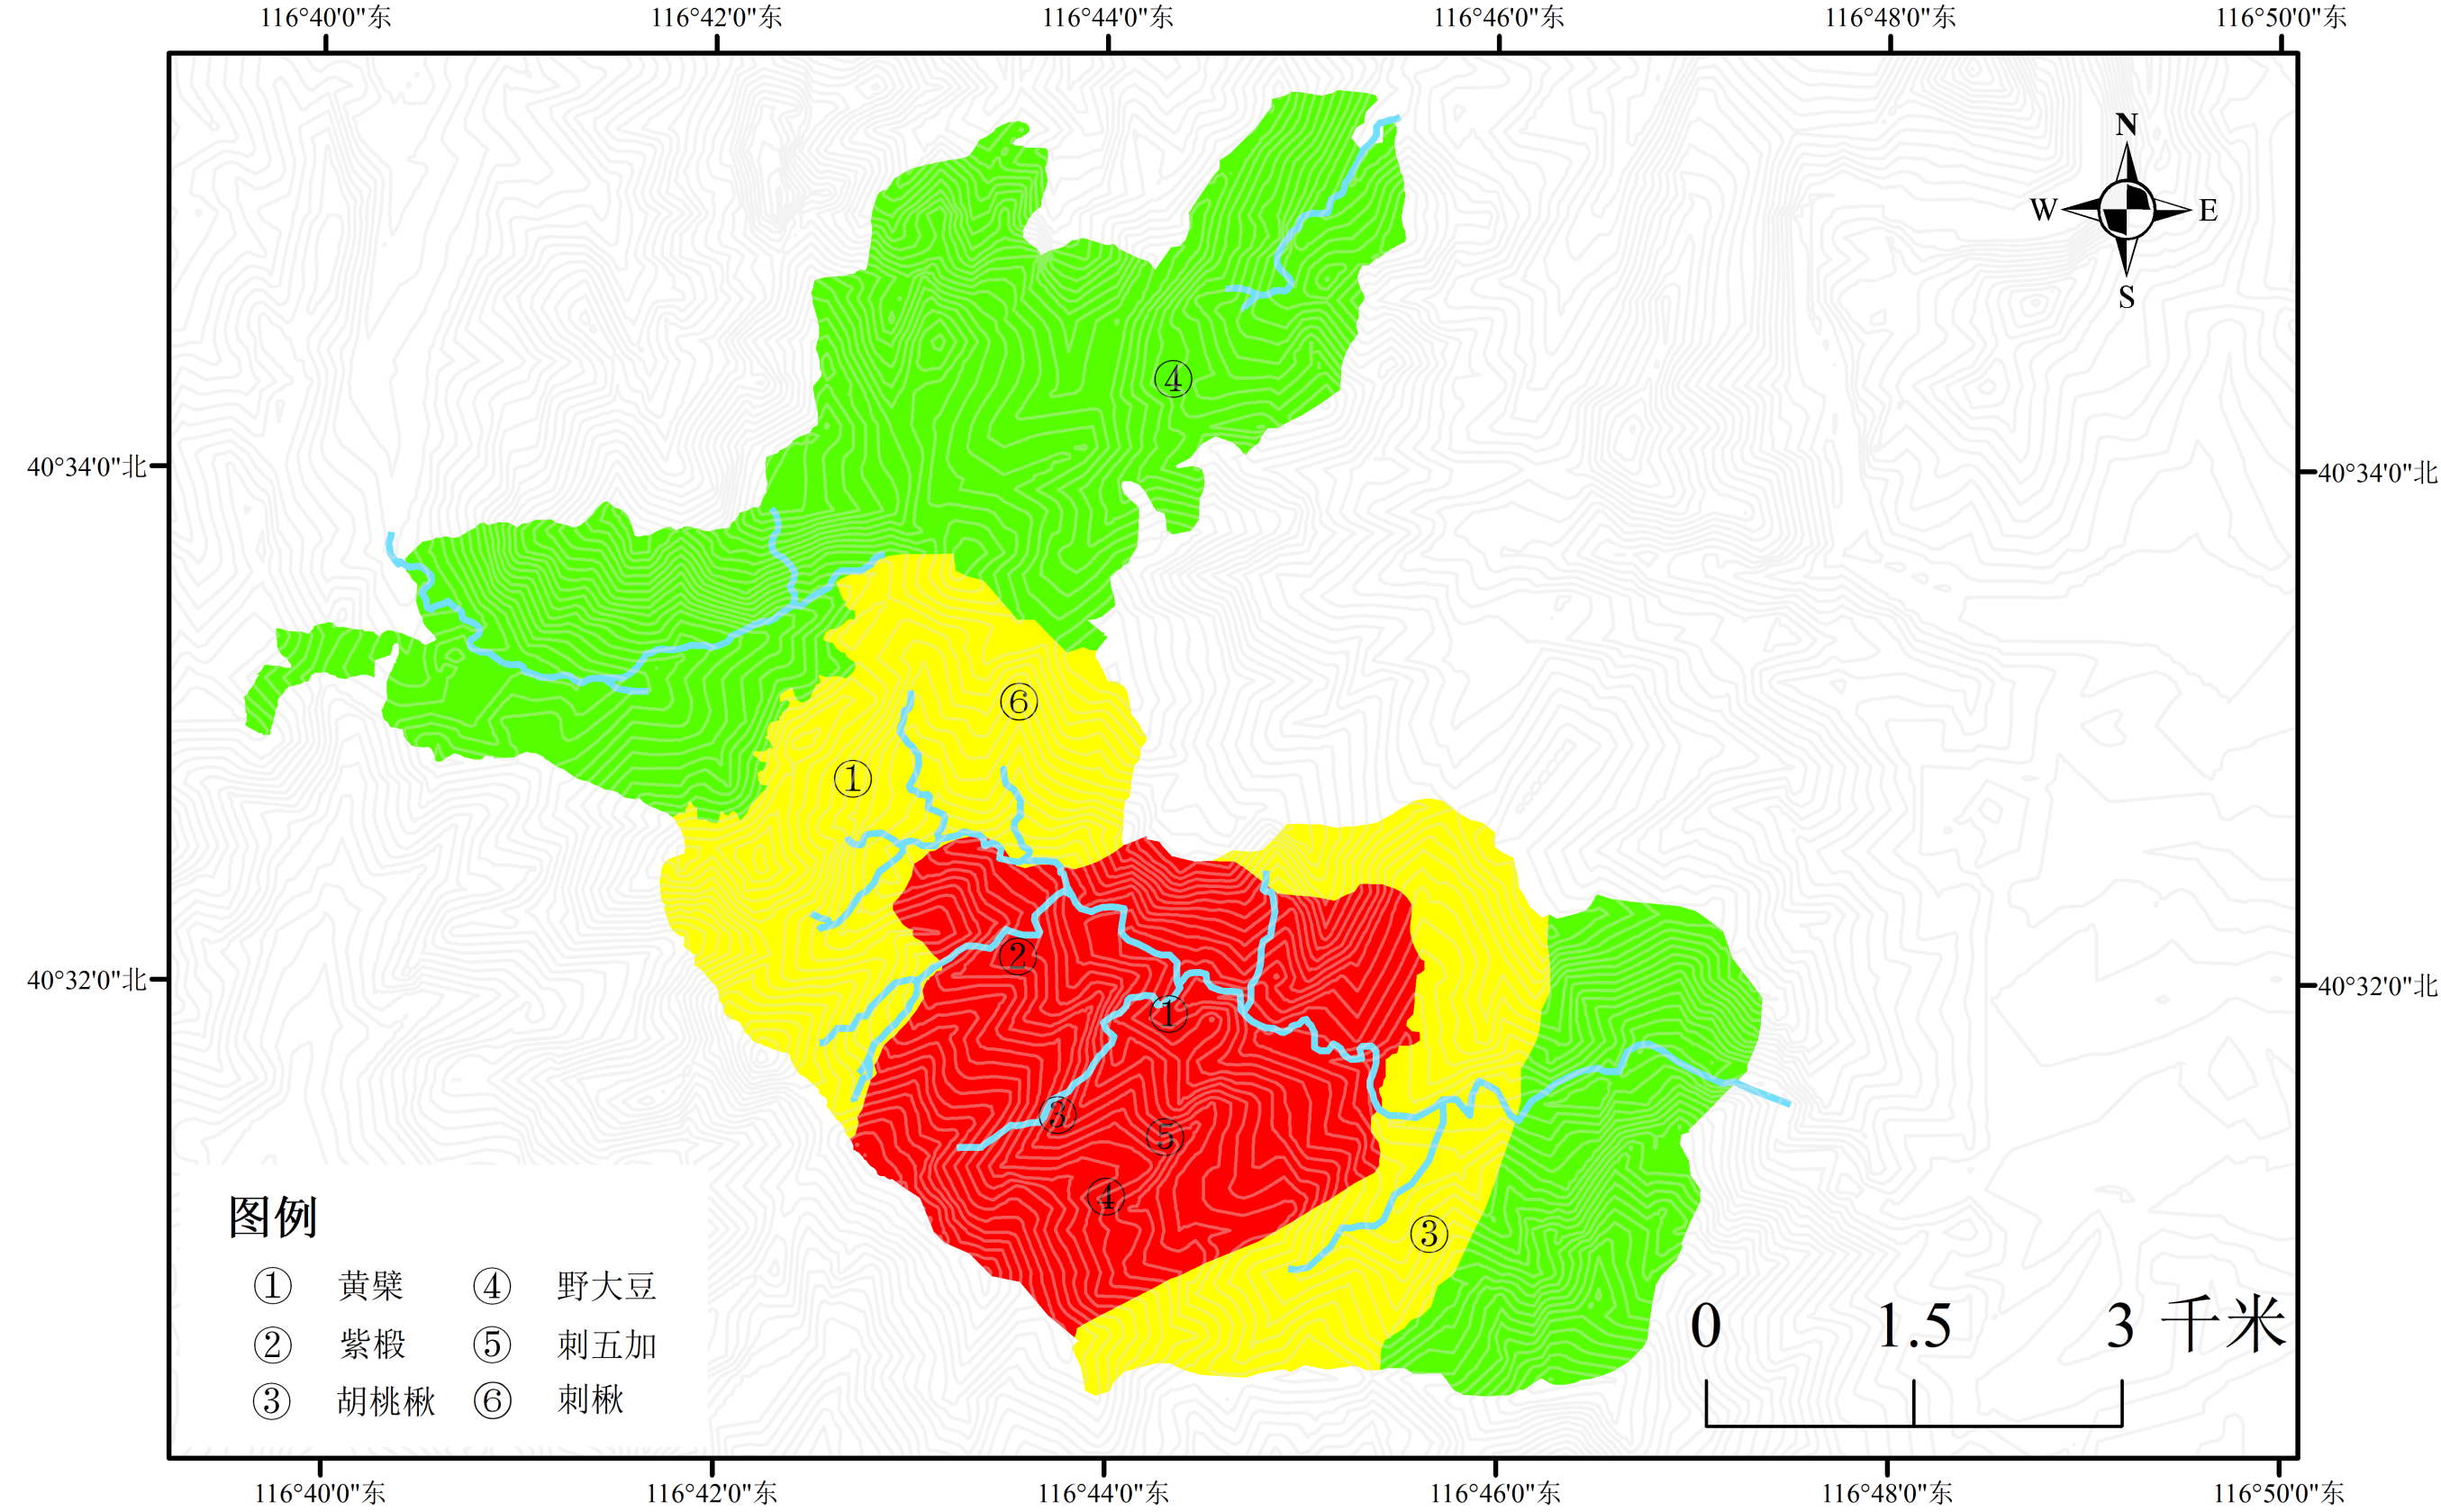 116°40'0"东 116°42'0"东 116°44'0"东 116°46'0"东 116°48'0"东 116°50'0"东
N
W E
S
④
40°34'0"北 40°34'0"北
⑥
①
②
40°32'0"北 40°32'0"北
①
③
⑤
④
③
图例
① 黄檗 ④ 野大豆
② 紫椴 ⑤ 刺五加
③ 胡桃楸 ⑥ 刺楸
0 1.5 3 千米
116°40'0"东 116°42'0"东 116°44'0"东 116°46'0"东 116°48'0"东 116°50'0"东